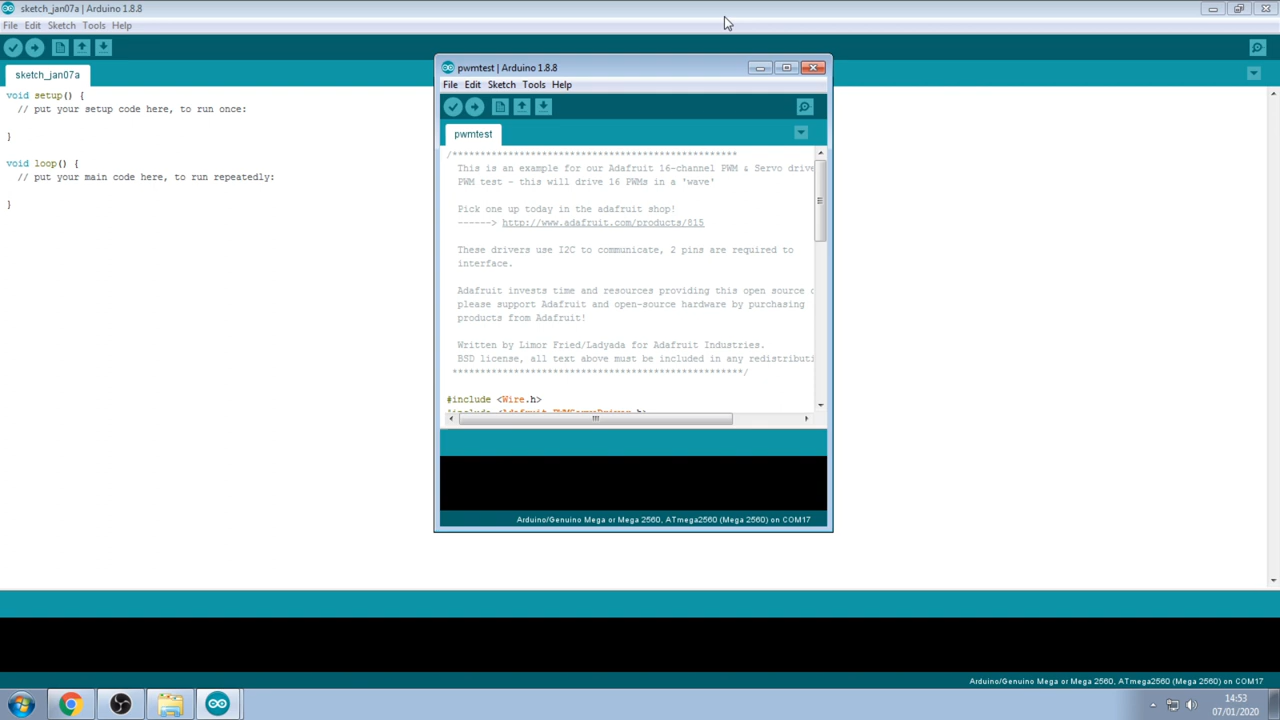 sketch_jan07a | Arduino 1.8.8
File Edit Sketch Tools Help
sketch_jan07a
void setup() {
// put your setup code here, to run once:
}
void loop() {
// put your main code here, to run repeatedly:
}
pwmtest | Arduino 1.8.8
File Edit Sketch Tools Help
pwmtest
/***************************************************
This is an example for our Adafruit 16-channel PWM & Servo drive
PWM test - this will drive 16 PWMs in a 'wave'
Pick one up today in the adafruit shop!
------> http://www.adafruit.com/products/815
These drivers use I2C to communicate, 2 pins are required to
interface.
Adafruit invests time and resources providing this open source
please support Adafruit and open-source hardware by purchasing
products from Adafruit!
Written by Limor Fried/Ladyada for Adafruit Industries.
BSD license, all text above must be included in any redistributi
****************************************************/
#include <Wire.h>
#include <Adafruit_PWMServoDriver.h>
Arduino/Genuino Mega or Mega 2560, ATmega2560 (Mega 2560) on COM17
Arduino/Genuino Mega or Mega 2560, ATmega2560 (Mega 2560) on COM17
14:53
07/01/2020